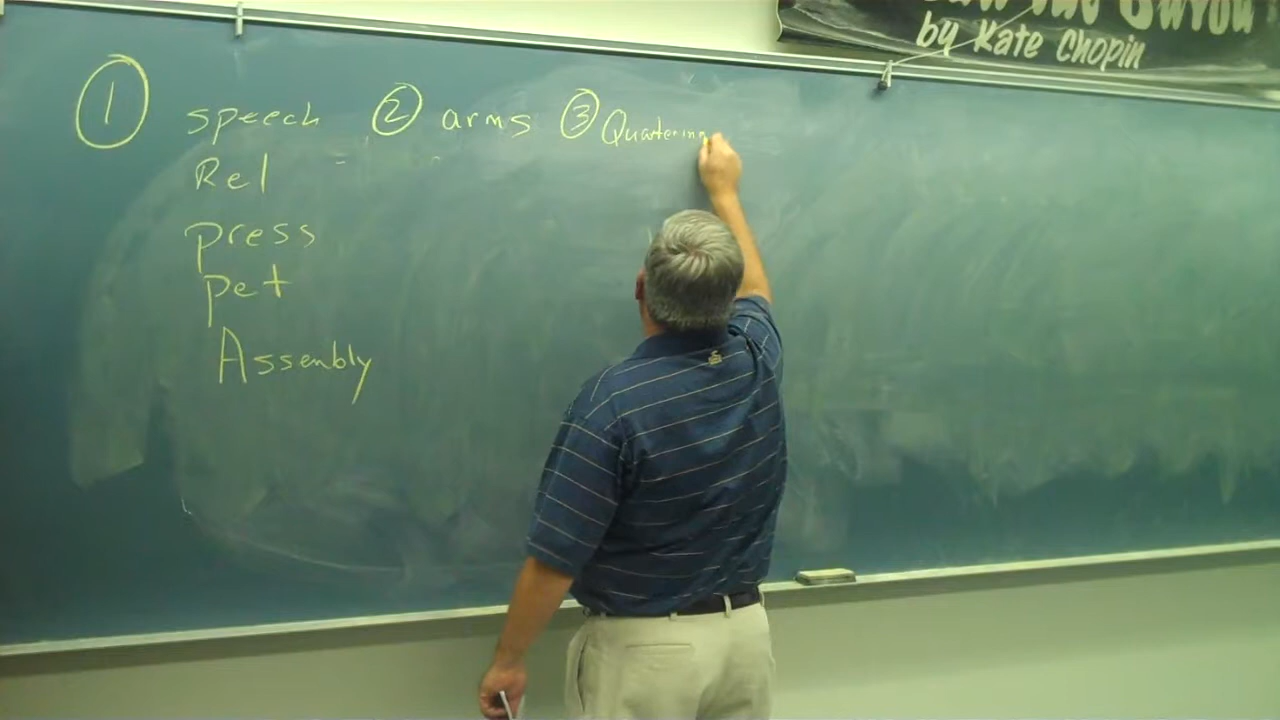 by Kate Chopin
1 speech 2 arms 3 Quartering
Rel
press
pet
Assembly